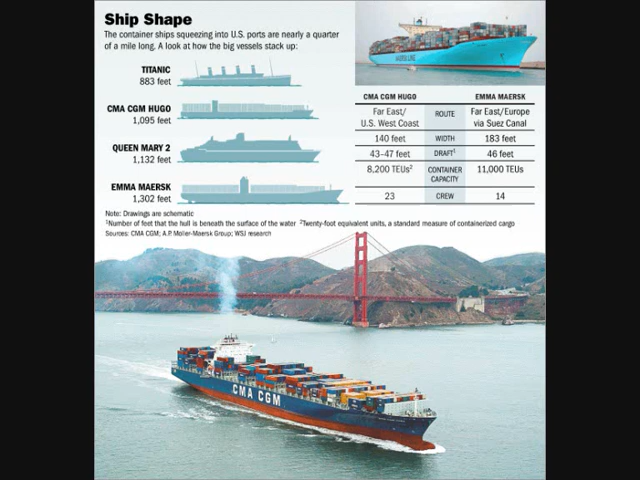 Ship Shape
The container ships squeezing into U.S. ports are nearly a quarter
of a mile long. A look at how the big vessels stack up:
TITANIC
883 feet
CMA CGM HUGO
1,095 feet
QUEEN MARY 2
1,132 feet
EMMA MAERSK
1,302 feet
MAERSK LINE
CMA CGM HUGO EMMA MAERSK
Far East/ ROUTE Far East/Europe
U.S. West Coast via Suez Canal
140 feet WIDTH 183 feet
43–47 feet DRAFT¹ 46 feet
8,200 TEUs² CONTAINER 11,000 TEUs
CAPACITY
23 CREW 14
Note: Drawings are schematic
¹Number of feet that the hull is beneath the surface of the water ²Twenty-foot equivalent units, a standard measure of containerized cargo
Sources: CMA CGM; A.P. Moller-Maersk Group; WSJ research
CMA CGM